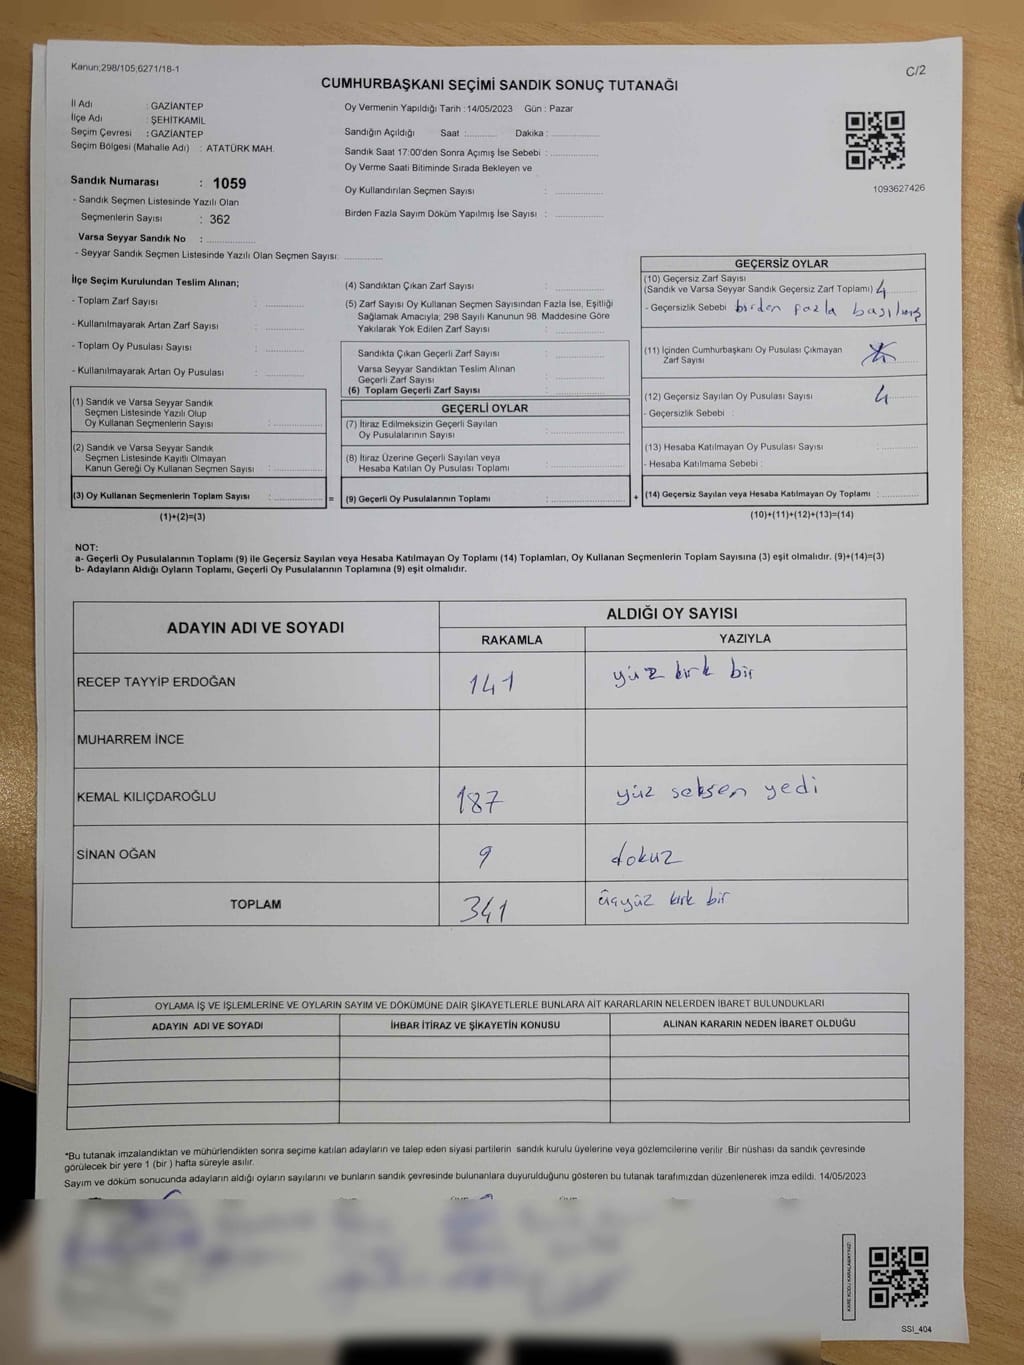 Kanun;298/105;6271/18-1
C/2
CUMHURBAŞKANI SEÇİMİ SANDIK SONUÇ TUTANAĞI
İl Adı : GAZİANTEP
İlçe Adı : ŞEHİTKAMİL
Seçim Çevresi : GAZİANTEP
Seçim Bölgesi (Mahalle Adı) : ATATÜRK MAH.
Sandık Numarası : 1059
- Sandık Seçmen Listesinde Yazılı Olan
Seçmenlerin Sayısı : 362
Varsa Seyyar Sandık No : ..............
- Seyyar Sandık Seçmen Listesinde Yazılı Olan Seçmen Sayısı: ............
Oy Vermenin Yapıldığı Tarih : 14/05/2023 Gün : Pazar
Sandığın Açıldığı Saat :.......... Dakika : ..............
Sandık Saat 17:00'den Sonra Açımış İse Sebebi : ..............
Oy Verme Saati Bitiminde Sırada Bekleyen ve
Oy Kullandırılan Seçmen Sayısı : ..............
Birden Fazla Sayım Döküm Yapılmış İse Sayısı : ..............
1093627426
İlçe Seçim Kurulundan Teslim Alınan;
- Toplam Zarf Sayısı : ............
- Kullanılmayarak Artan Zarf Sayısı : ............
- Toplam Oy Pusulası Sayısı : ............
- Kullanılmayarak Artan Oy Pusulası : ............
(1) Sandık ve Varsa Seyyar Sandık
Seçmen Listesinde Yazılı Olup
Oy Kullanan Seçmenlerin Sayısı : ............
(2) Sandık ve Varsa Seyyar Sandık
Seçmen Listesinde Kayıtlı Olmayan
Kanun Gereği Oy Kullanan Seçmen Sayısı : ............
(3) Oy Kullanan Seçmenlerin Toplam Sayısı : ............ =
(1)+(2)=(3)
(4) Sandıktan Çıkan Zarf Sayısı : ............
(5) Zarf Sayısı Oy Kullanan Seçmen Sayısından Fazla İse, Eşitliği
Sağlamak Amacıyla; 298 Sayılı Kanunun 98. Maddesine Göre
Yakılarak Yok Edilen Zarf Sayısı : ............
Sandıkta Çıkan Geçerli Zarf Sayısı : ............
Varsa Seyyar Sandıktan Teslim Alınan
Geçerli Zarf Sayısı : ............
(6) Toplam Geçerli Zarf Sayısı : ............
GEÇERLİ OYLAR
(7) İtiraz Edilmeksizin Geçerli Sayılan
Oy Pusulalarının Sayısı : ............
(8) İtiraz Üzerine Geçerli Sayılan veya
Hesaba Katılan Oy Pusulası Toplamı : ............
(9) Geçerli Oy Pusulalarının Toplamı : ............ +
GEÇERSİZ OYLAR
(10) Geçersiz Zarf Sayısı
(Sandık ve Varsa Seyyar Sandık Geçersiz Zarf Toplamı) 4
- Geçersizlik Sebebi birden fazla basılmış
(11) İçinden Cumhurbaşkanı Oy Pusulası Çıkmayan
Zarf Sayısı
(12) Geçersiz Sayılan Oy Pusulası Sayısı 4
- Geçersizlik Sebebi :
(13) Hesaba Katılmayan Oy Pusulası Sayısı : ............
- Hesaba Katılmama Sebebi :
(14) Geçersiz Sayılan veya Hesaba Katılmayan Oy Toplamı : ............
(10)+(11)+(12)+(13)=(14)
NOT:
a- Geçerli Oy Pusulalarının Toplamı (9) ile Geçersiz Sayılan veya Hesaba Katılmayan Oy Toplamı (14) Toplamları, Oy Kullanan Seçmenlerin Toplam Sayısına (3) eşit olmalıdır. (9)+(14)=(3)
b- Adayların Aldığı Oyların Toplamı, Geçerli Oy Pusulalarının Toplamına (9) eşit olmalıdır.
ADAYIN ADI VE SOYADI ALDIĞI OY SAYISI
RAKAMLA YAZIYLA
RECEP TAYYİP ERDOĞAN 141 yüz kırk bir
MUHARREM İNCE
KEMAL KILIÇDAROĞLU 187 yüz seksen yedi
SİNAN OĞAN 9 dokuz
TOPLAM 341 üçyüz kırk bir
OYLAMA İŞ VE İŞLEMLERİNE VE OYLARIN SAYIM VE DÖKÜMÜNE DAİR ŞİKAYETLERLE BUNLARA AİT KARARLARIN NELERDEN İBARET BULUNDUKLARI
ADAYIN ADI VE SOYADI İHBAR İTİRAZ VE ŞİKAYETİN KONUSU ALINAN KARARIN NEDEN İBARET OLDUĞU
*Bu tutanak imzalandıktan ve mühürlendikten sonra seçime katılan adayların ve talep eden siyasi partilerin sandık kurulu üyelerine veya gözlemcilerine verilir .Bir nüshası da sandık çevresinde
görülecek bir yere 1 (bir ) hafta süreyle asılır.
Sayım ve döküm sonucunda adayların aldığı oyların sayılarını ve bunların sandık çevresinde bulunanlara duyurulduğunu gösteren bu tutanak tarafımızdan düzenlenerek imza edildi. 14/05/2023
KARE KODU KARALAMAYINIZ!
SSI_404